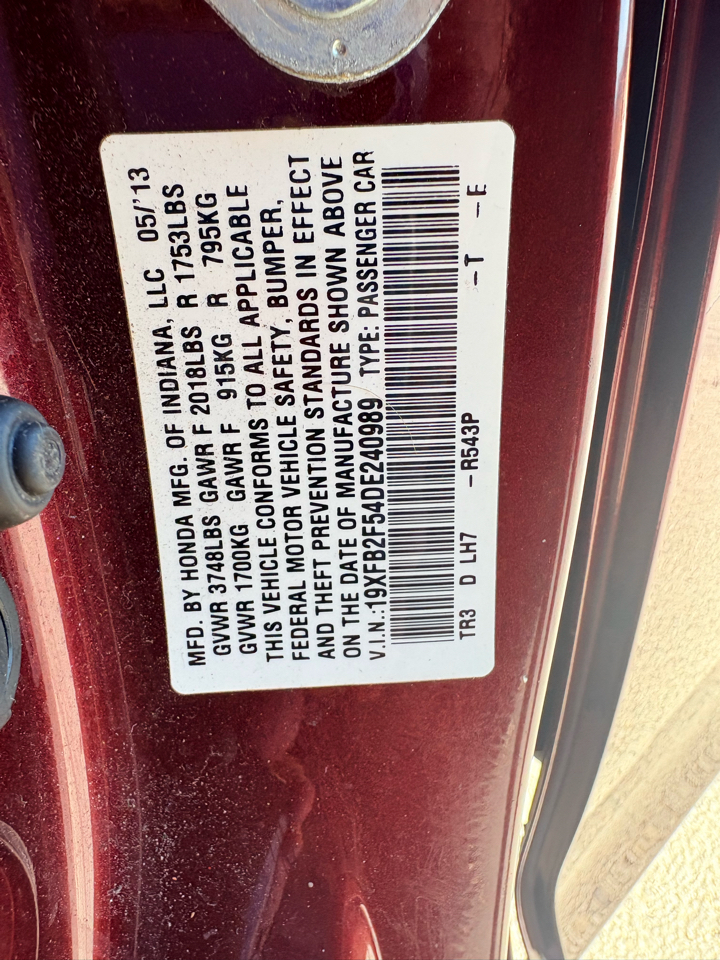 MFD. BY HONDA MFG. OF INDIANA, LLC 05/'13
GVWR 3748LBS GAWR F 2018LBS R 1753LBS
GVWR 1700KG GAWR F 915KG R 795KG
THIS VEHICLE CONFORMS TO ALL APPLICABLE
FEDERAL MOTOR VEHICLE SAFETY, BUMPER,
AND THEFT PREVENTION STANDARDS IN EFFECT
ON THE DATE OF MANUFACTURE SHOWN ABOVE
V.I.N.:19XFB2F54DE240989 TYPE: PASSENGER CAR
TR3 D LH7 -R543P -T -E